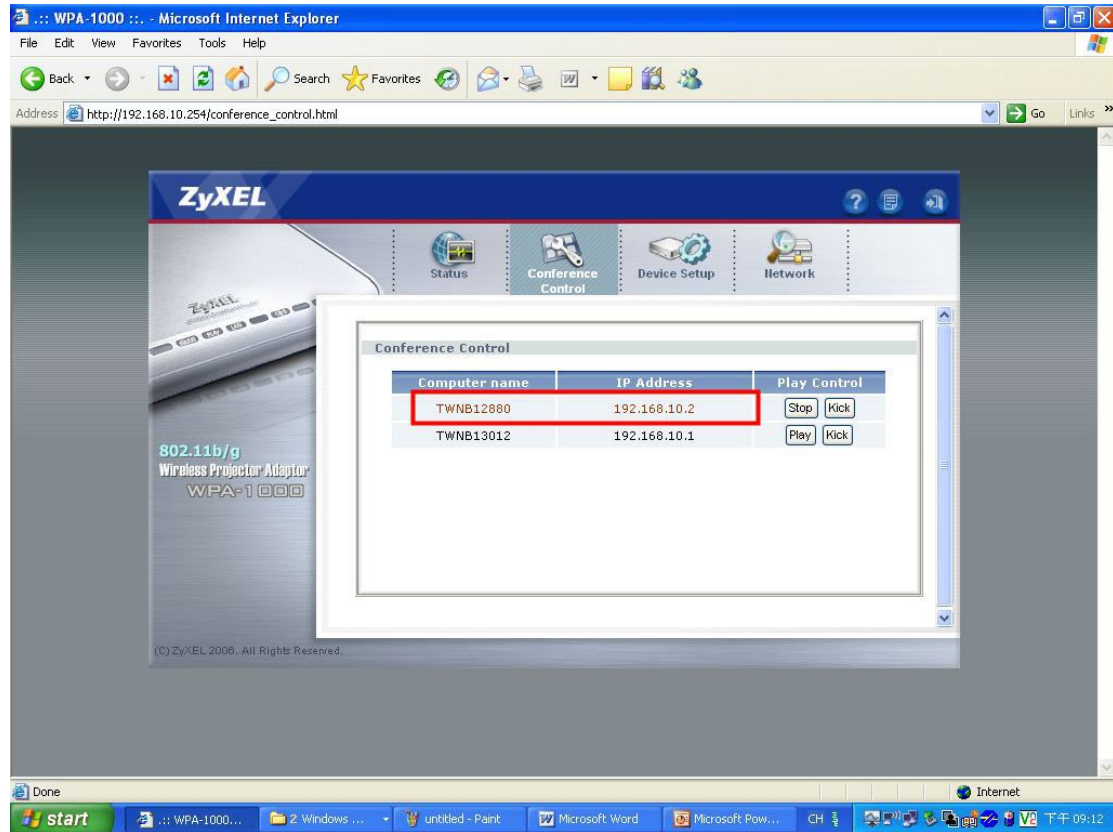 .:: WPA-1000 ::. - Microsoft Internet Explorer
File Edit View Favorites Tools Help
Back Search Favorites
Address http://192.168.10.254/conference_control.html Go Links »
ZyXEL
Status Conference Control Device Setup Network
ZyXEL
Conference Control
Computer name IP Address Play Control
TWNB12880 192.168.10.2 Stop Kick
TWNB13012 192.168.10.1 Play Kick
802.11b/g
Wireless Projector Adaptor
WPA-1000
(C) ZyXEL 2006. All Rights Reserved.
Done Internet
start .:: WPA-1000... 2 Windows ... untitled - Paint Microsoft Word Microsoft Pow... CH 下午 09:12